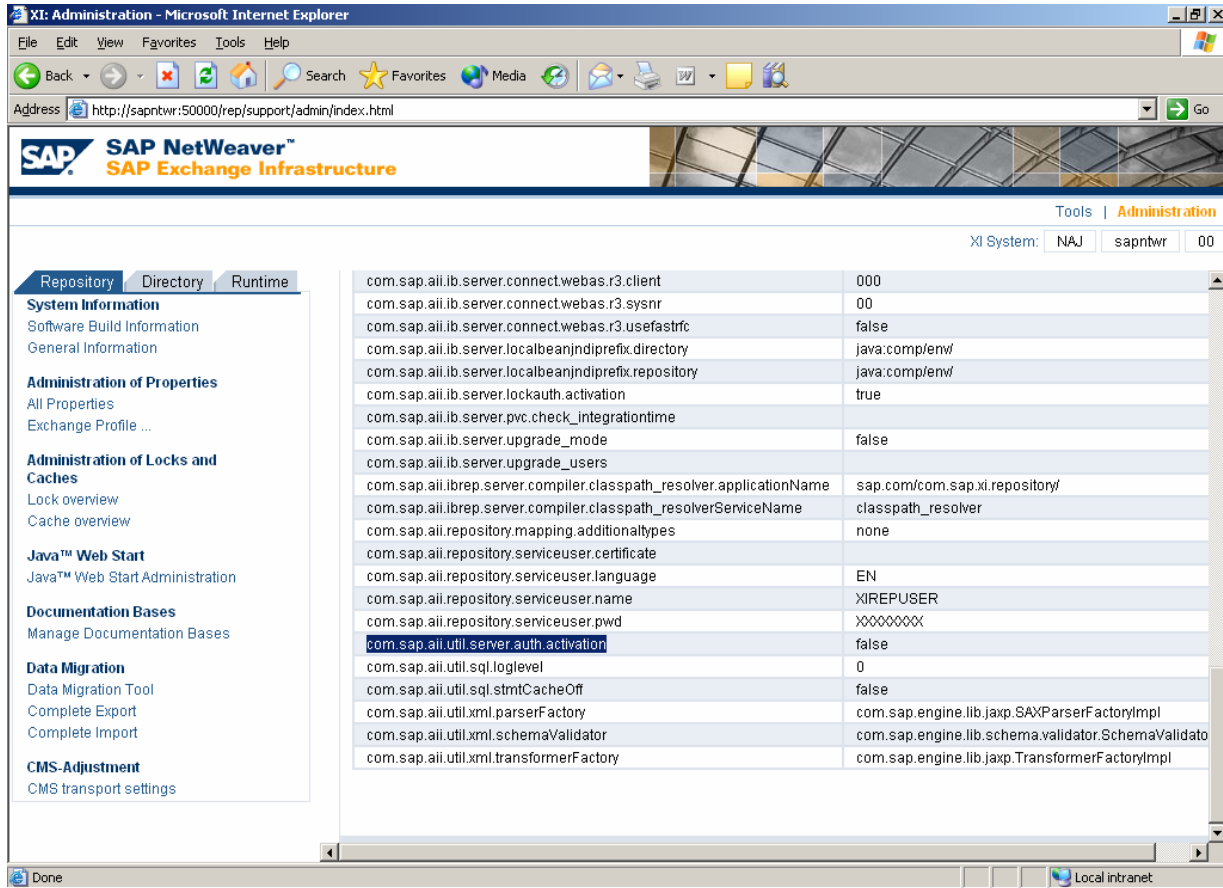 XI: Administration - Microsoft Internet Explorer
File Edit View Favorites Tools Help
Back Search Favorites Media
Address http://sapntwr:50000/rep/support/admin/index.html Go
SAP SAP NetWeaver™
SAP Exchange Infrastructure
Tools | Administration
XI System: NAJ sapntwr 00
Repository Directory Runtime
System Information
Software Build Information
General Information
Administration of Properties
All Properties
Exchange Profile ...
Administration of Locks and
Caches
Lock overview
Cache overview
Java™ Web Start
Java™ Web Start Administration
Documentation Bases
Manage Documentation Bases
Data Migration
Data Migration Tool
Complete Export
Complete Import
CMS-Adjustment
CMS transport settings
com.sap.aii.ib.server.connect.webas.r3.client 000
com.sap.aii.ib.server.connect.webas.r3.sysnr 00
com.sap.aii.ib.server.connect.webas.r3.usefastrfc false
com.sap.aii.ib.server.localbeanjndiprefix.directory java:comp/env/
com.sap.aii.ib.server.localbeanjndiprefix.repository java:comp/env/
com.sap.aii.ib.server.lockauth.activation true
com.sap.aii.ib.server.pvc.check_integrationtime
com.sap.aii.ib.server.upgrade_mode false
com.sap.aii.ib.server.upgrade_users
com.sap.aii.ibrep.server.compiler.classpath_resolver.applicationName sap.com/com.sap.xi.repository/
com.sap.aii.ibrep.server.compiler.classpath_resolverServiceName classpath_resolver
com.sap.aii.repository.mapping.additionaltypes none
com.sap.aii.repository.serviceuser.certificate
com.sap.aii.repository.serviceuser.language EN
com.sap.aii.repository.serviceuser.name XIREPUSER
com.sap.aii.repository.serviceuser.pwd XXXXXXXX
com.sap.aii.util.server.auth.activation false
com.sap.aii.util.sql.loglevel 0
com.sap.aii.util.sql.stmtCacheOff false
com.sap.aii.util.xml.parserFactory com.sap.engine.lib.jaxp.SAXParserFactoryImpl
com.sap.aii.util.xml.schemaValidator com.sap.engine.lib.schema.validator.SchemaValidato
com.sap.aii.util.xml.transformerFactory com.sap.engine.lib.jaxp.TransformerFactoryImpl
Done Local intranet